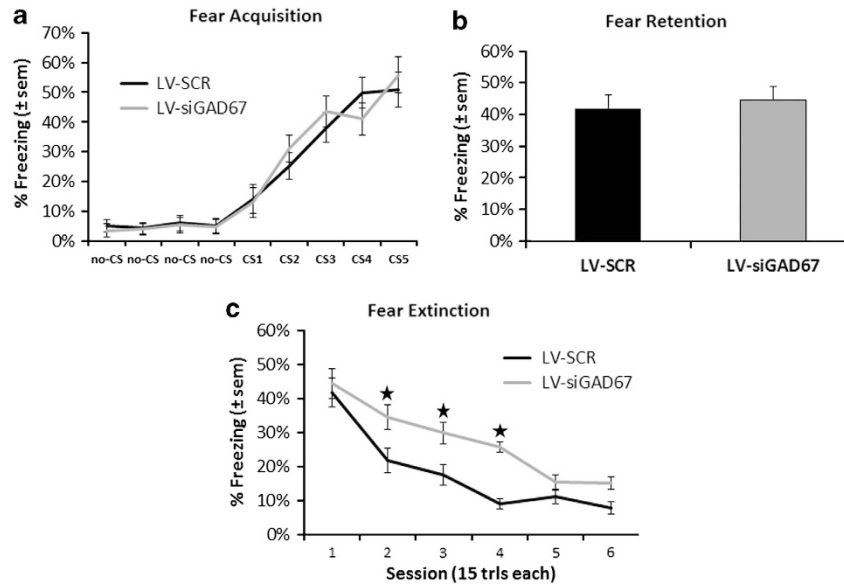 a
Fear Acquisition
% Freezing (± sem)
70%
60%
50%
40%
30%
20%
10%
0%
LV-SCR
LV-siGAD67
no-CS no-CS no-CS no-CS CS1 CS2 CS3 CS4 CS5
b
Fear Retention
% Freezing (± sem)
60%
50%
40%
30%
20%
10%
0%
LV-SCR LV-siGAD67
c
Fear Extinction
% Freezing (± sem)
60%
50%
40%
30%
20%
10%
0%
LV-SCR
LV-siGAD67
1 2 3 4 5 6
Session (15 trls each)